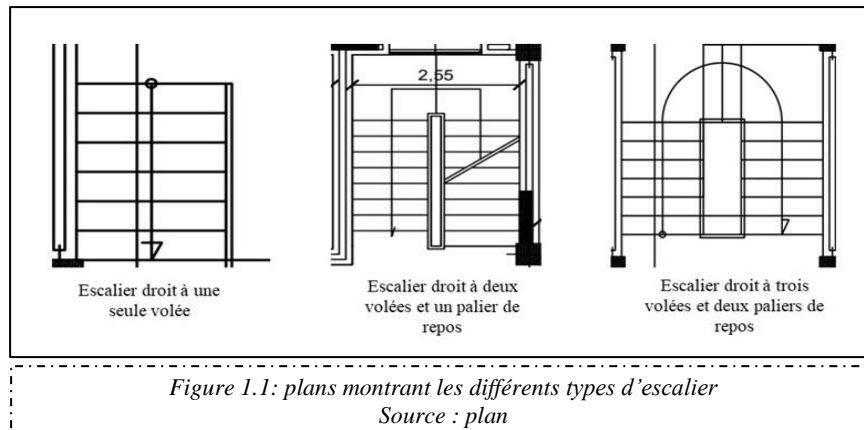 2,55
Escalier droit à une
seule volée
Escalier droit à deux
volées et un palier de
repos
Escalier droit à trois
volées et deux paliers de
repos
Figure 1.1: plans montrant les différents types d'escalier
Source : plan